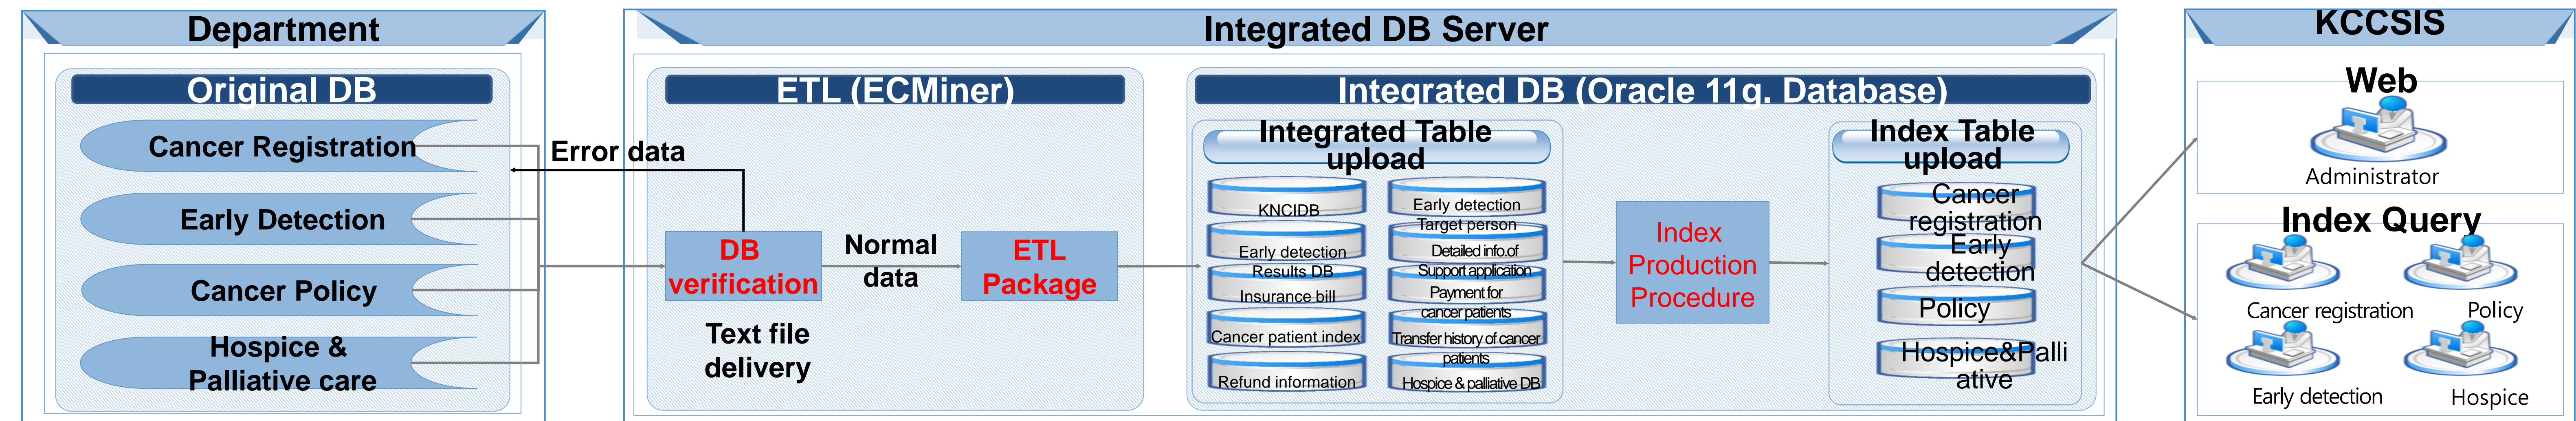 Department
Original DB
Cancer Registration
Early Detection
Cancer Policy
Hospice &
Palliative care
Error data
Integrated DB Server
ETL (ECMiner)
DB
verification
Normal
data
ETL
Package
Text file
delivery
Integrated DB (Oracle 11g. Database)
Integrated Table
upload
KNCIDB
Early detection
Results DB
Insurance bill
Cancer patient index
Refund information
Early detection
Target person
Detailed info.of
Support application
Payment for
cancer patients
Transfer history of cancer
patients
Hospice & palliative DB
Index
Production
Procedure
Index Table
upload
Cancer
registration
Early
detection
Policy
Hospice&Palli
ative
KCCSIS
Web
Administrator
Index Query
Cancer registration
Policy
Early detection
Hospice